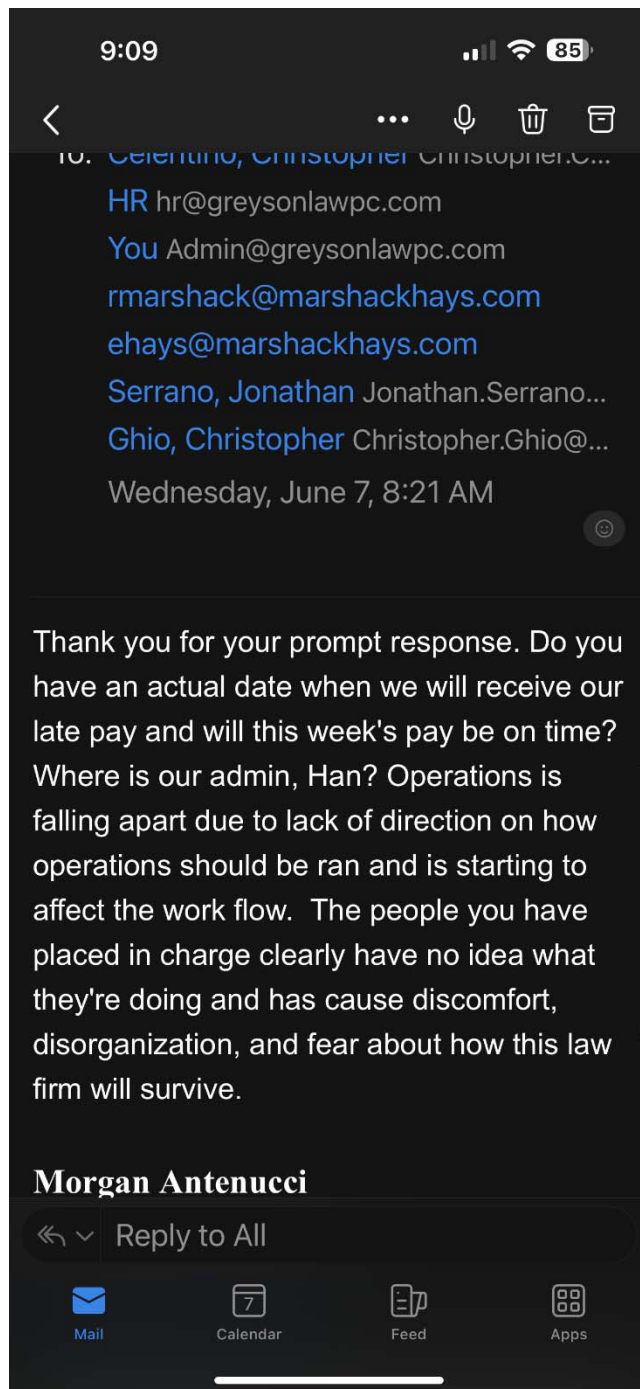 9:09
85
To: Celentino, Christopher Christopher.C...
HR hr@greysonlawpc.com
You Admin@greysonlawpc.com
rmarshack@marshackhays.com
ehays@marshackhays.com
Serrano, Jonathan Jonathan.Serrano...
Ghio, Christopher Christopher.Ghio@...
Wednesday, June 7, 8:21 AM
Thank you for your prompt response. Do you
have an actual date when we will receive our
late pay and will this week's pay be on time?
Where is our admin, Han? Operations is
falling apart due to lack of direction on how
operations should be ran and is starting to
affect the work flow.  The people you have
placed in charge clearly have no idea what
they're doing and has cause discomfort,
disorganization, and fear about how this law
firm will survive.
Morgan Antenucci
Reply to All
7
Mail Calendar Feed Apps